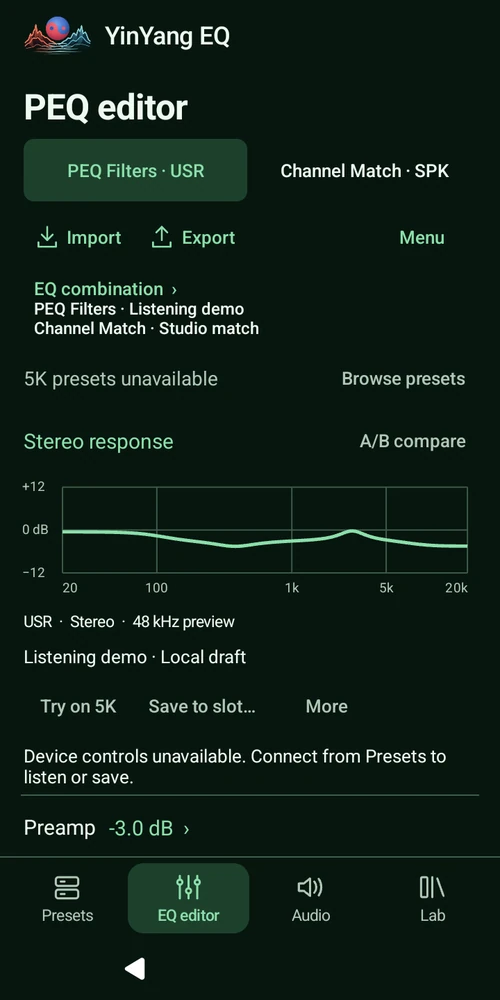 YinYang EQ
PEQ editor
PEQ Filters · USR
Channel Match · SPK
Import
Export
Menu
EQ combination ›
PEQ Filters · Listening demo
Channel Match · Studio match
5K presets unavailable
Browse presets
Stereo response
A/B compare
+12
0 dB
−12
20
100
1k
5k
20k
USR · Stereo · 48 kHz preview
Listening demo · Local draft
Try on 5K
Save to slot…
More
Device controls unavailable. Connect from Presets to
listen or save.
Preamp -3.0 dB ›
Presets
EQ editor
Audio
Lab